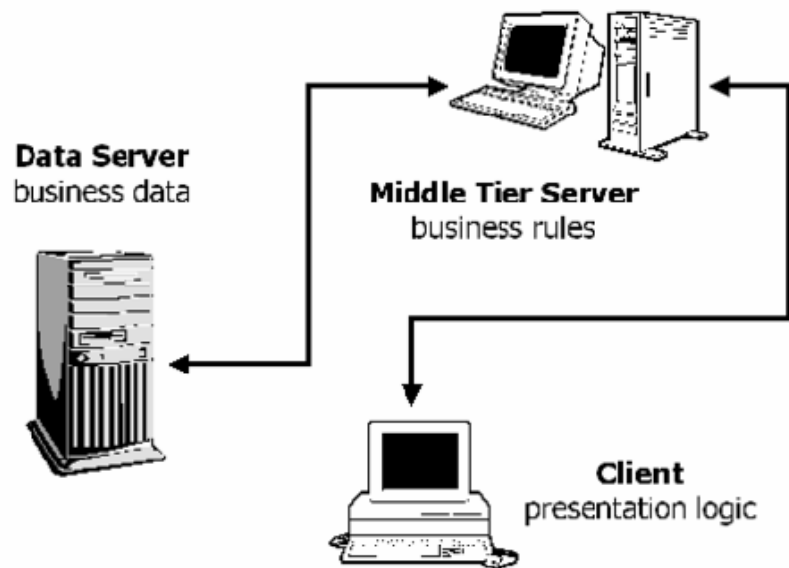 Data Server
business data
Middle Tier Server
business rules
Client
presentation logic